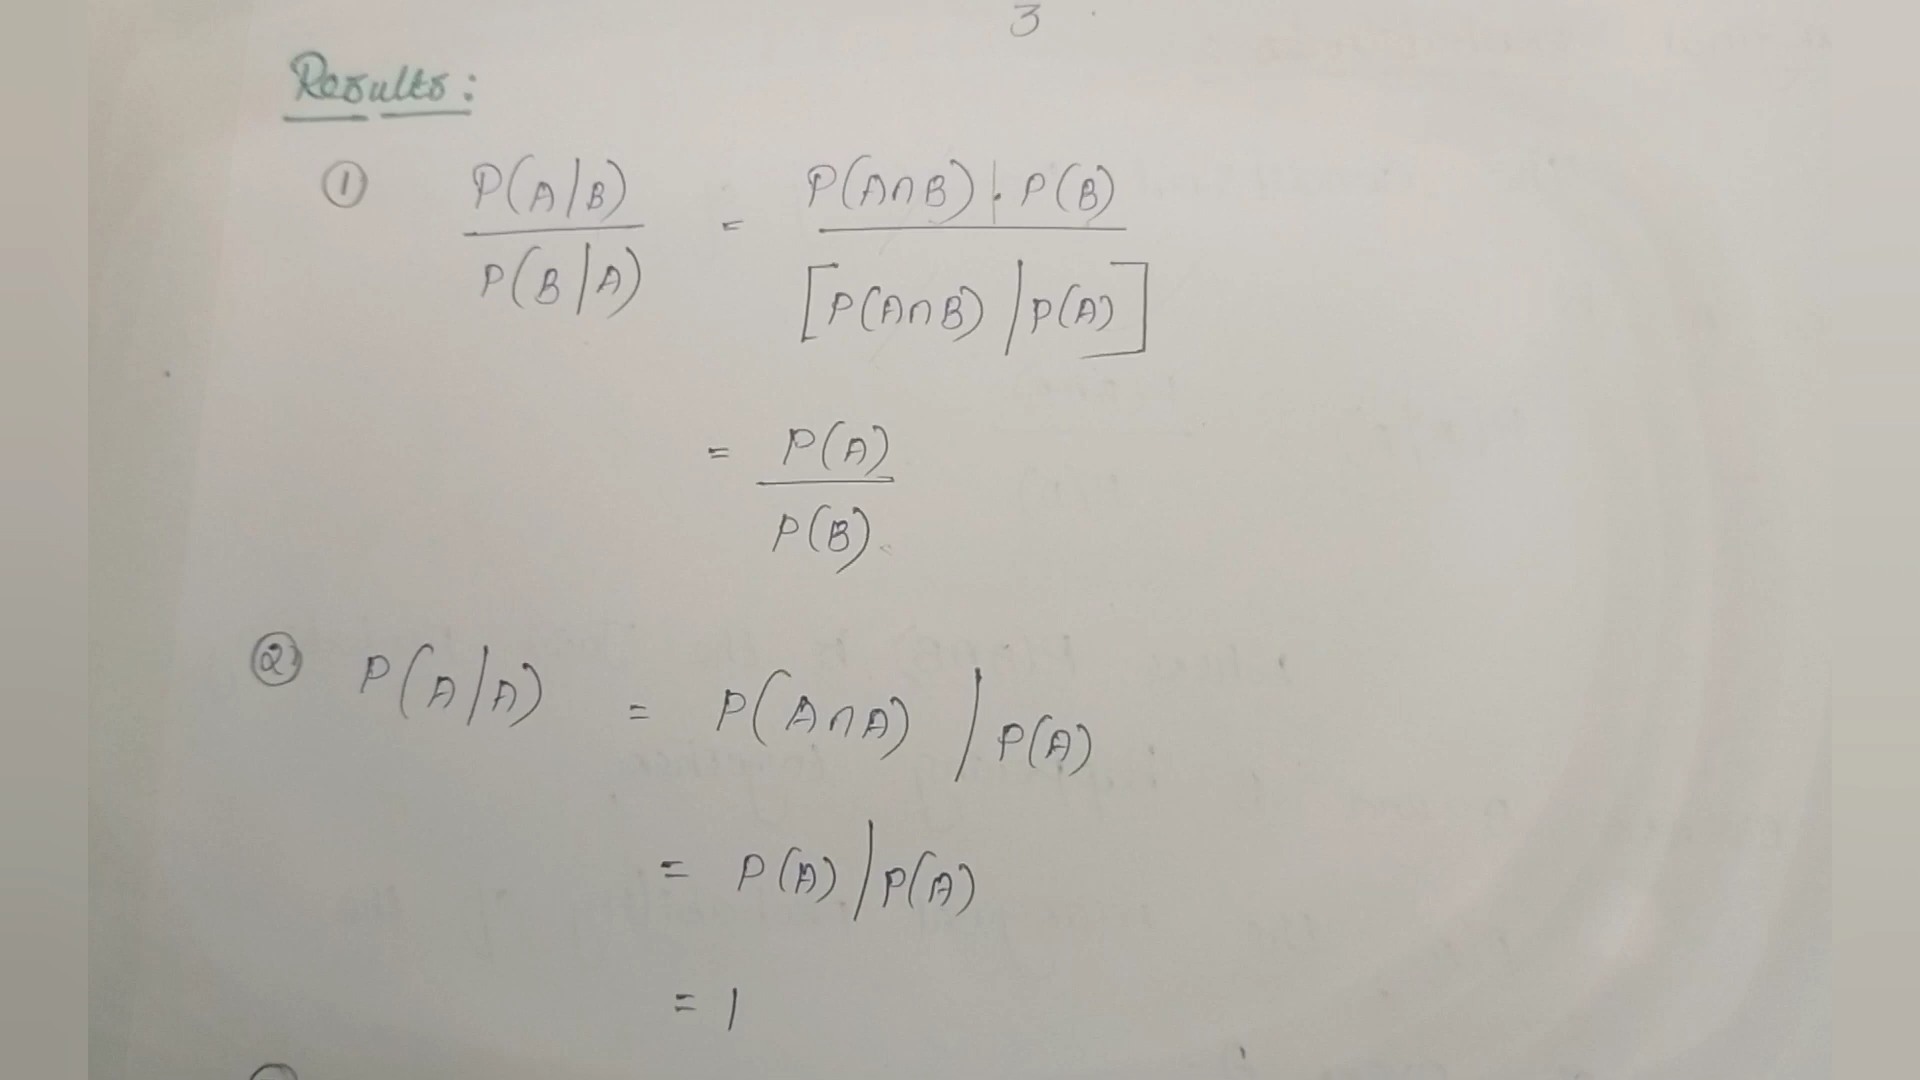 3
Results:
① P(A/B) / P(B/A) = P(A∩B) . P(B) / [P(A∩B) / P(A)]
= P(A) / P(B)
② P(A/A) = P(A∩A) / P(A)
= P(A) / P(A)
= 1